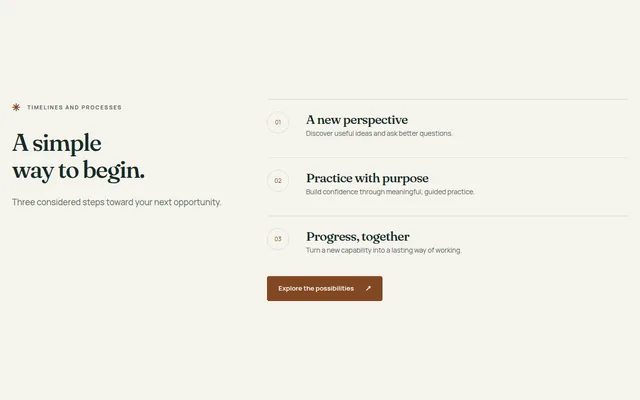 TIMELINES AND PROCESSES
A simple
way to begin.
Three considered steps toward your next opportunity.
01
A new perspective
Discover useful ideas and ask better questions.
02
Practice with purpose
Build confidence through meaningful, guided practice.
03
Progress, together
Turn a new capability into a lasting way of working.
Explore the possibilities ↗